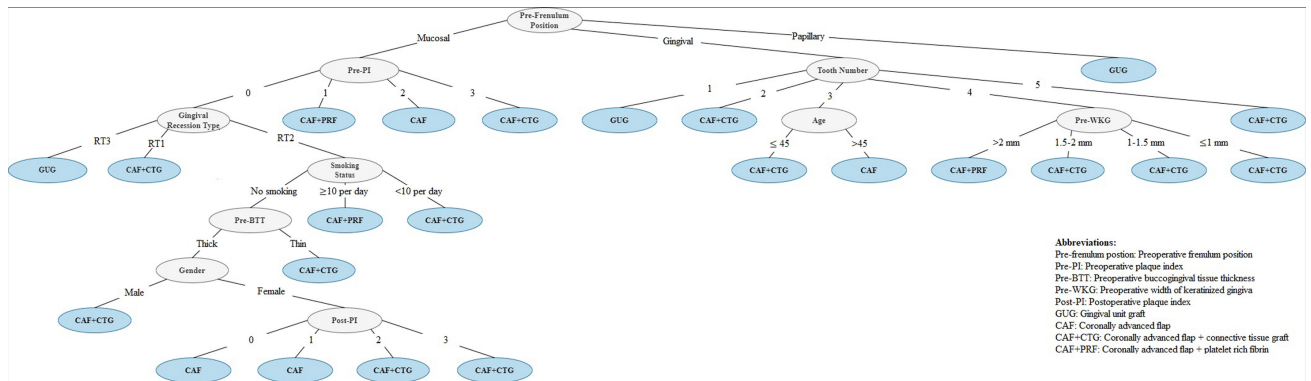 Pre-Frenulum
Position
Mucosal
Gingival
Papillary
Pre-PI
Tooth Number
GUG
0
1
2
3
1
2
3
4
5
Gingival
Recession Type
CAF+PRF
CAF
CAF+CTG
GUG
CAF+CTG
Age
Pre-WKG
CAF+CTG
RT3
RT1
RT2
≤ 45
>45
>2 mm
1.5-2 mm
1-1.5 mm
≤1 mm
GUG
CAF+CTG
Smoking
Status
CAF+CTG
CAF
CAF+PRF
CAF+CTG
CAF+CTG
CAF+CTG
No smoking
≥10 per day
<10 per day
Pre-BTT
CAF+PRF
CAF+CTG
Thick
Thin
Gender
CAF+CTG
Male
Female
CAF+CTG
Post-PI
0
1
2
3
CAF
CAF
CAF+CTG
CAF+CTG
Abbreviations:
Pre-frenulum postion: Preoperative frenulum position
Pre-PI: Preoperative plaque index
Pre-BTT: Preoperative buccogingival tissue thickness
Pre-WKG: Preoperative width of keratinized gingiva
Post-PI: Postoperative plaque index
GUG: Gingival unit graft
CAF: Coronally advanced flap
CAF+CTG: Coronally advanced flap + connective tissue graft
CAF+PRF: Coronally advanced flap + platelet rich fibrin